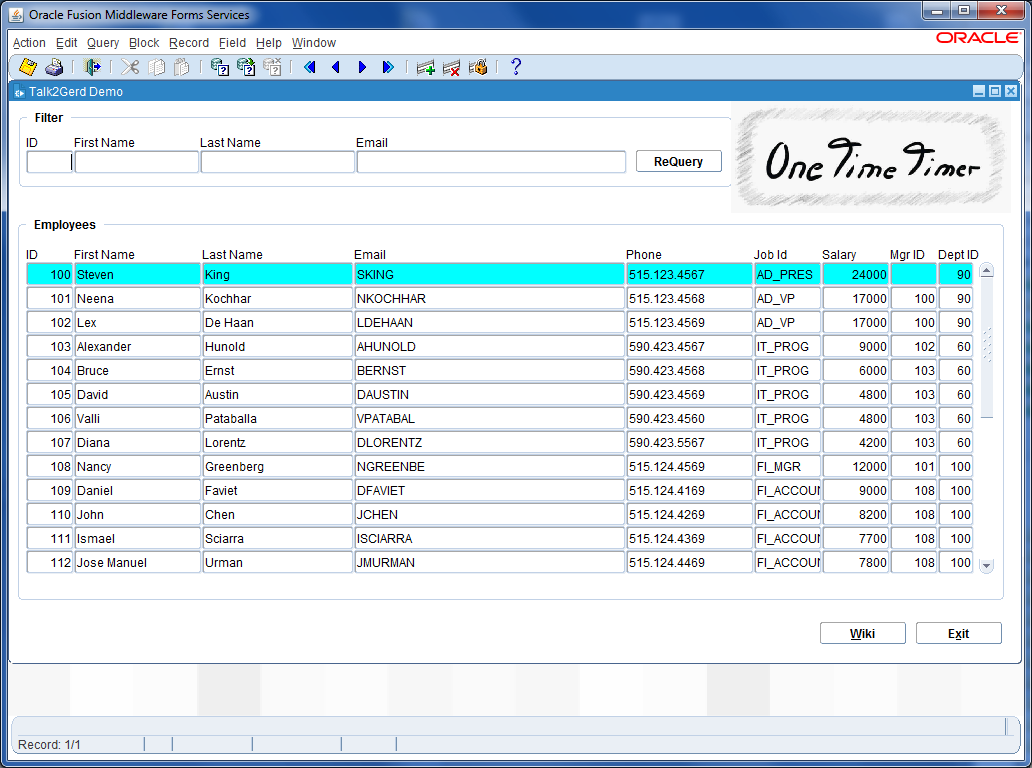 Oracle Fusion Middleware Forms Services
Action Edit Query Block Record Field Help Window
ORACLE
Talk2Gerd Demo
Filter
ID First Name Last Name Email
ReQuery
One Time Timer
Employees
ID First Name Last Name Email Phone Job Id Salary Mgr ID Dept ID
100 Steven King SKING 515.123.4567 AD_PRES 24000 90
101 Neena Kochhar NKOCHHAR 515.123.4568 AD_VP 17000 100 90
102 Lex De Haan LDEHAAN 515.123.4569 AD_VP 17000 100 90
103 Alexander Hunold AHUNOLD 590.423.4567 IT_PROG 9000 102 60
104 Bruce Ernst BERNST 590.423.4568 IT_PROG 6000 103 60
105 David Austin DAUSTIN 590.423.4569 IT_PROG 4800 103 60
106 Valli Pataballa VPATABAL 590.423.4560 IT_PROG 4800 103 60
107 Diana Lorentz DLORENTZ 590.423.5567 IT_PROG 4200 103 60
108 Nancy Greenberg NGREENBE 515.124.4569 FI_MGR 12000 101 100
109 Daniel Faviet DFAVIET 515.124.4169 FI_ACCOUN 9000 108 100
110 John Chen JCHEN 515.124.4269 FI_ACCOUN 8200 108 100
111 Ismael Sciarra ISCIARRA 515.124.4369 FI_ACCOUN 7700 108 100
112 Jose Manuel Urman JMURMAN 515.124.4469 FI_ACCOUN 7800 108 100
Wiki Exit
Record: 1/1